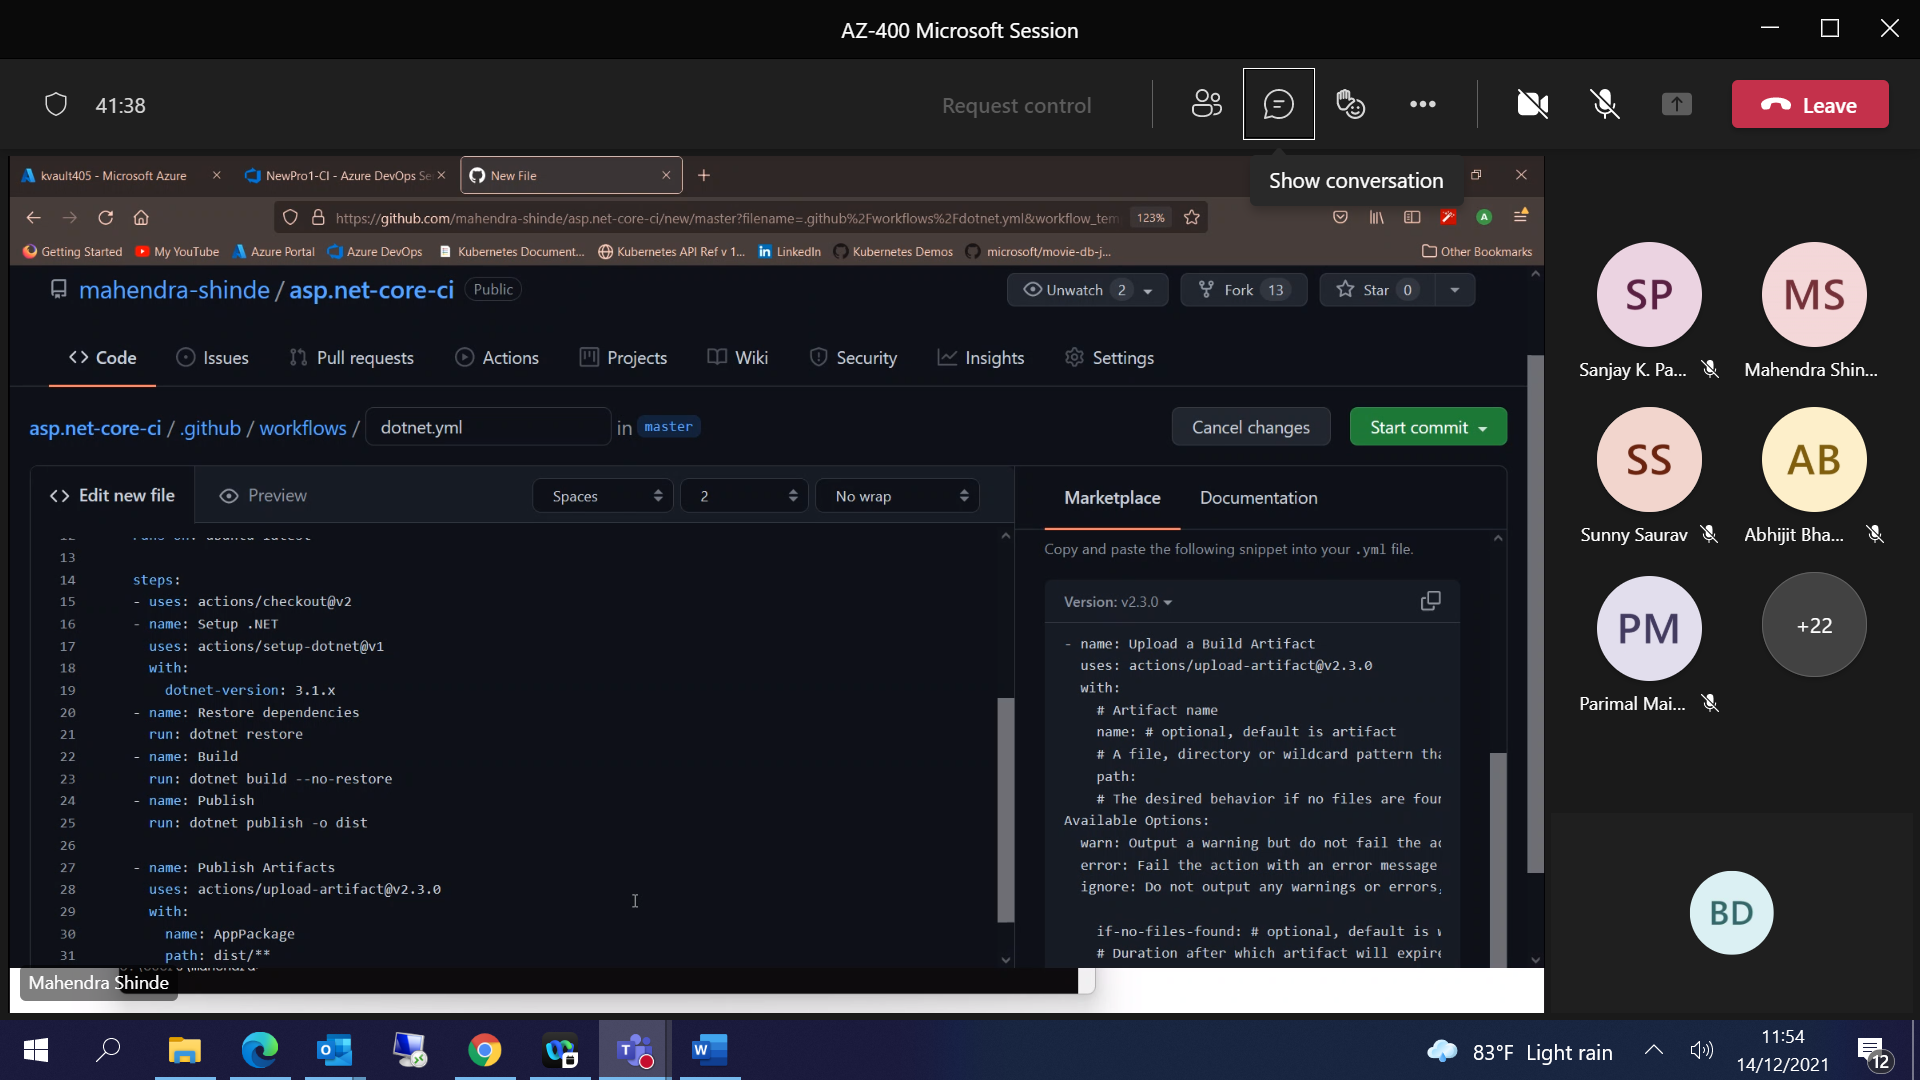 AZ-400 Microsoft Session
41:38
Request control
Leave
Show conversation
kvault405 - Microsoft Azure
NewPro1-CI - Azure DevOps Se
New File
https://github.com/mahendra-shinde/asp.net-core-ci/new/master?filename=.github%2Fworkflows%2Fdotnet.yml&workflow_tem
123%
Getting Started
My YouTube
Azure Portal
Azure DevOps
Kubernetes Document...
Kubernetes API Ref v 1...
LinkedIn
Kubernetes Demos
microsoft/movie-db-j...
Other Bookmarks
mahendra-shinde / asp.net-core-ci Public
Unwatch 2
Fork 13
Star 0
Code
Issues
Pull requests
Actions
Projects
Wiki
Security
Insights
Settings
asp.net-core-ci / .github / workflows / dotnet.yml in master
Cancel changes
Start commit
Edit new file
Preview
Spaces
2
No wrap
12 runs-on: ubuntu-latest
13
14 steps:
15 - uses: actions/checkout@v2
16 - name: Setup .NET
17 uses: actions/setup-dotnet@v1
18 with:
19 dotnet-version: 3.1.x
20 - name: Restore dependencies
21 run: dotnet restore
22 - name: Build
23 run: dotnet build --no-restore
24 - name: Publish
25 run: dotnet publish -o dist
26
27 - name: Publish Artifacts
28 uses: actions/upload-artifact@v2.3.0
29 with:
30 name: AppPackage
31 path: dist/**
Marketplace
Documentation
Copy and paste the following snippet into your .yml file.
Version: v2.3.0
- name: Upload a Build Artifact
uses: actions/upload-artifact@v2.3.0
with:
# Artifact name
name: # optional, default is artifact
# A file, directory or wildcard pattern tha
path:
# The desired behavior if no files are four
Available Options:
warn: Output a warning but do not fail the ac
error: Fail the action with an error message
ignore: Do not output any warnings or errors,
if-no-files-found: # optional, default is w
# Duration after which artifact will expire
Mahendra Shinde
SP
Sanjay K. Pa...
MS
Mahendra Shin...
SS
Sunny Saurav
AB
Abhijit Bha...
PM
Parimal Mai...
+22
BD
83°F Light rain
11:54
14/12/2021
12